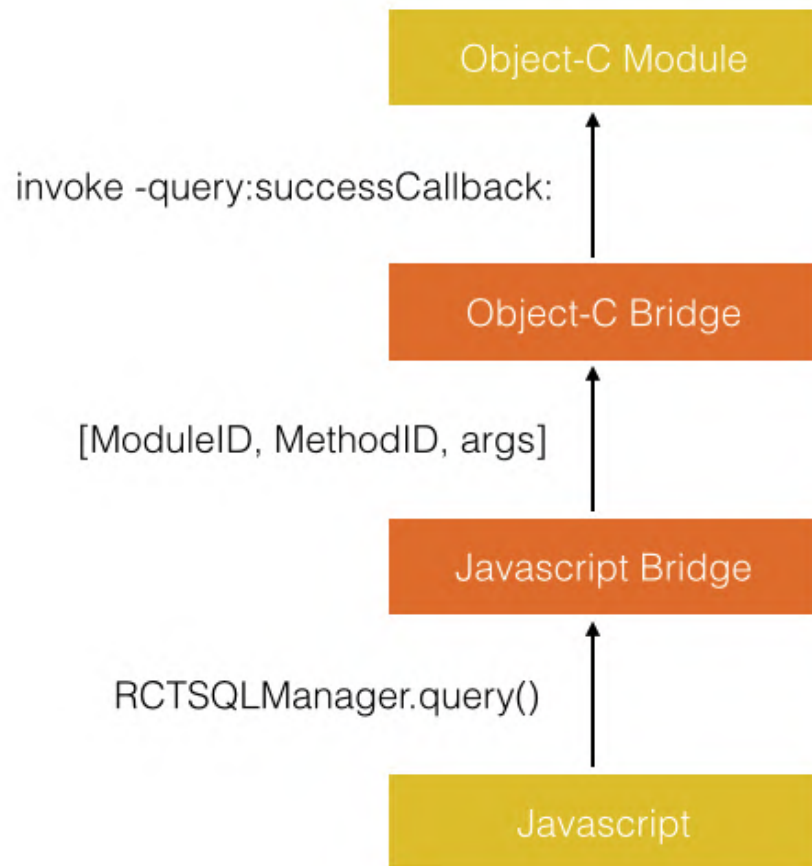 Object-C Module
invoke -query:successCallback:
Object-C Bridge
[ModuleID, MethodID, args]
Javascript Bridge
RCTSQLManager.query()
Javascript